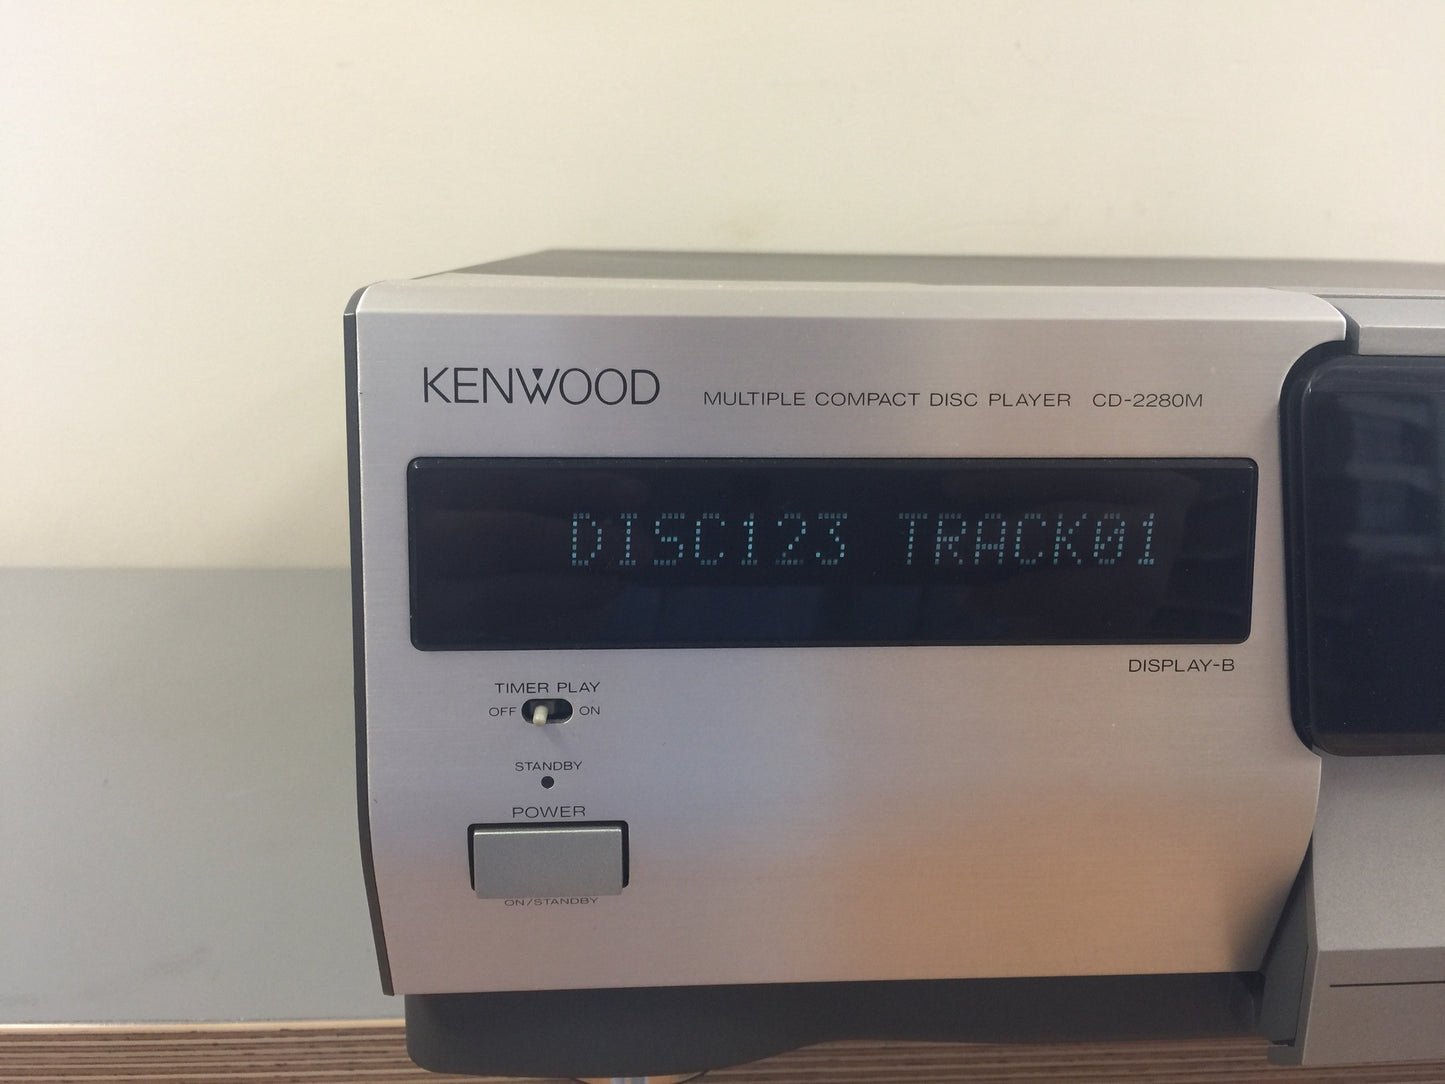 KENWOOD MULTIPLE COMPACT DISC PLAYER CD-2280M
DISC123 TRACK01
DISPLAY-B
TIMER PLAY
OFF ON
STANDBY
POWER
ON/STANDBY